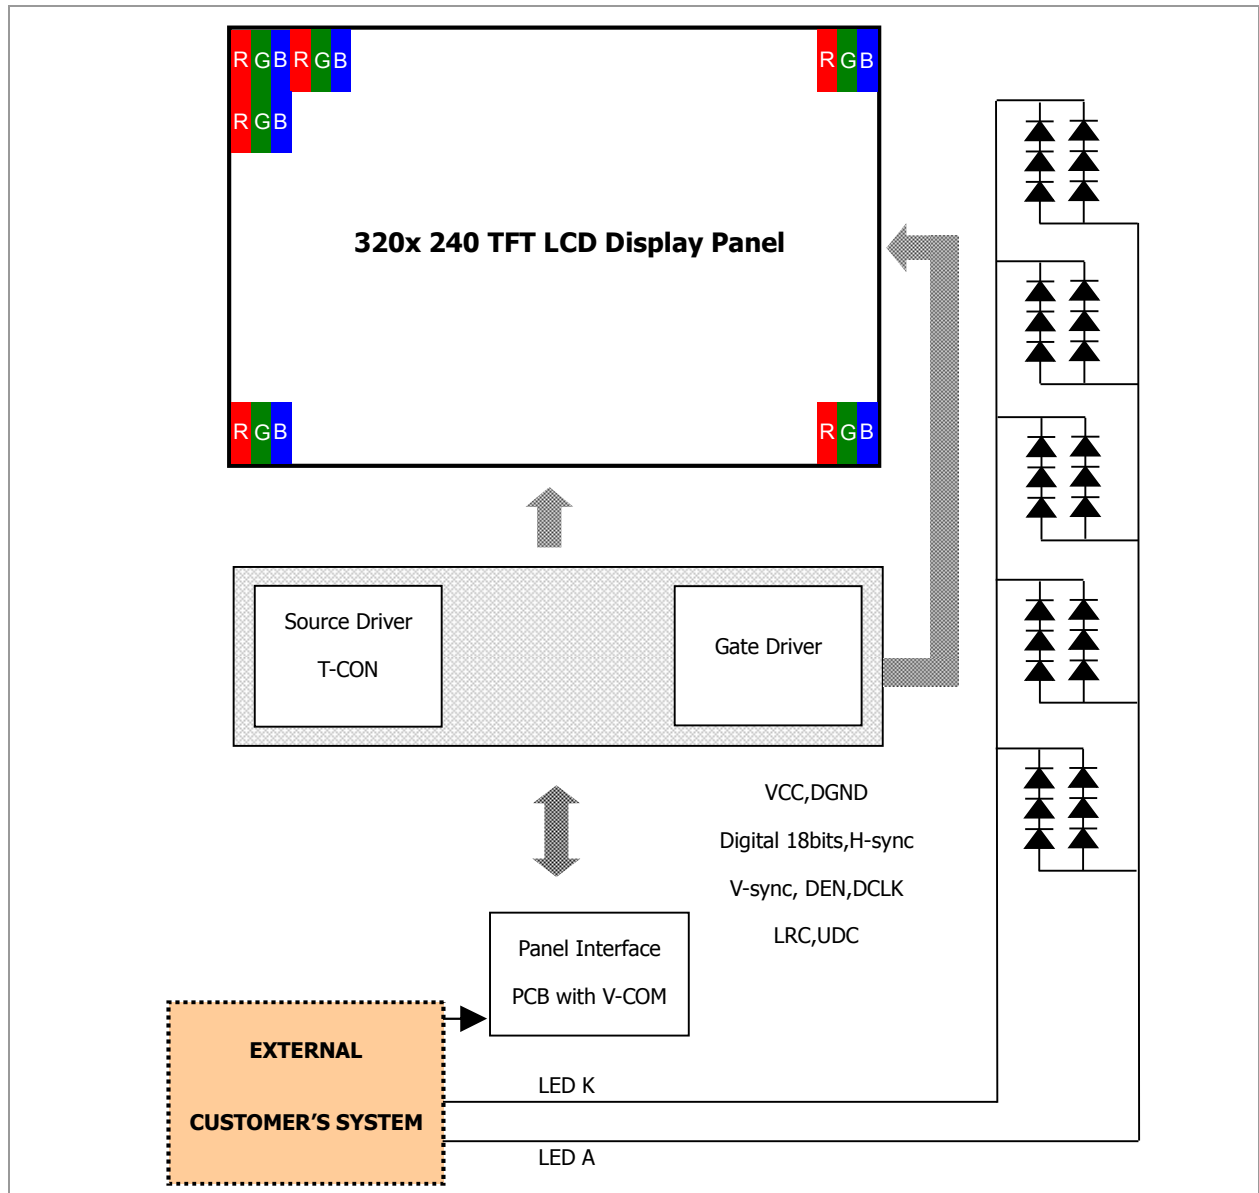 R G B R G B R G B
R G B
320x 240 TFT LCD Display Panel
R G B R G B
Source Driver
T-CON
Gate Driver
VCC,DGND
Digital 18bits,H-sync
V-sync, DEN,DCLK
LRC,UDC
Panel Interface
PCB with V-COM
EXTERNAL
CUSTOMER’S SYSTEM
LED K
LED A